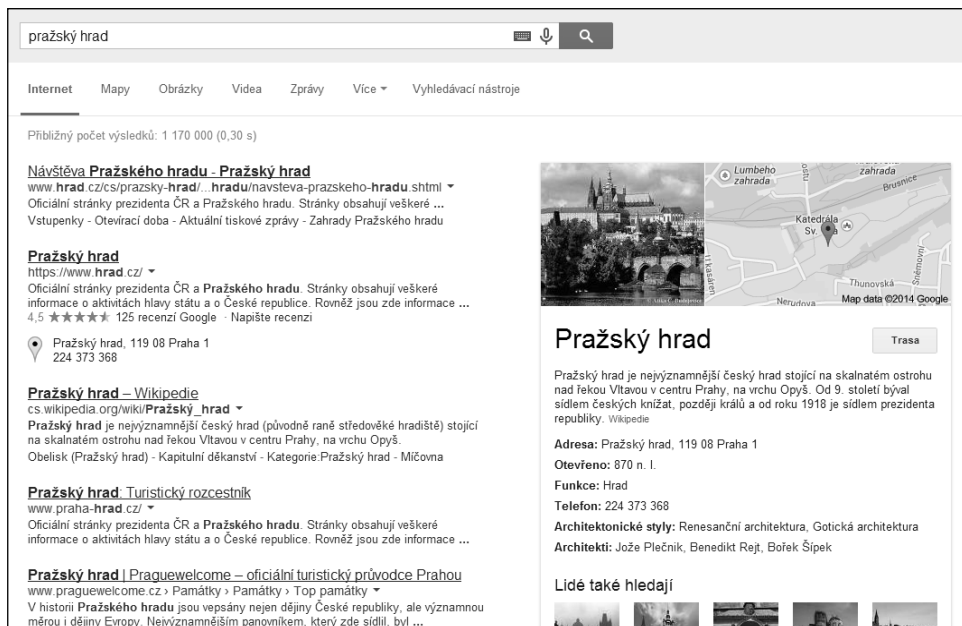 pražský hrad
Internet Mapy Obrázky Videa Zprávy Více Vyhledávací nástroje
Přibližný počet výsledků: 1 170 000 (0,30 s)
Návštěva Pražského hradu - Pražský hrad
www.hrad.cz/cs/prazsky-hrad/...hradu/navsteva-prazskeho-hradu.shtml
Oficiální stránky prezidenta ČR a Pražského hradu. Stránky obsahují veškeré ...
Vstupenky - Otevírací doba - Aktuální tiskové zprávy - Zahrady Pražského hradu
Pražský hrad
https://www.hrad.cz/
Oficiální stránky prezidenta ČR a Pražského hradu. Stránky obsahují veškeré
informace o aktivitách hlavy státu a o České republice. Rovněž jsou zde informace ...
4,5 ★★★★★ 125 recenzí Google - Napište recenzi
Pražský hrad, 119 08 Praha 1
224 373 368
Pražský hrad – Wikipedie
cs.wikipedia.org/wiki/Pražský_hrad
Pražský hrad je nejvýznamnější český hrad (původně raně středověké hradiště) stojící
na skalnatém ostrohu nad řekou Vltavou v centru Prahy, na vrchu Opyš.
Obelisk (Pražský hrad) - Kapitulní děkanství - Kategorie:Pražský hrad - Míčovna
Pražský hrad: Turistický rozcestník
www.praha-hrad.cz/
Oficiální stránky prezidenta ČR a Pražského hradu. Stránky obsahují veškeré
informace o aktivitách hlavy státu a o České republice. Rovněž jsou zde informace ...
Pražský hrad | Praguewelcome – oficiální turistický průvodce Prahou
www.praguewelcome.cz › Památky › Památky › Top památky
V historii Pražského hradu jsou vepsány nejen dějiny České republiky, ale významnou
měrou i dějiny Evropy. Nejvýznamnějším panovníkem, který zde sídlil, byl ...
Lumbeho
zahrada
zahrada
Brusnice
Katedrála
Sv.
Thunovská
Sněmovní
Nerudova
Map data ©2014 Google
Pražský hrad
Trasa
Pražský hrad je nejvýznamnější český hrad stojící na skalnatém ostrohu
nad řekou Vltavou v centru Prahy, na vrchu Opyš. Od 9. století býval
sídlem českých knížat, později králů a od roku 1918 je sídlem prezidenta
republiky. Wikipedie
Adresa: Pražský hrad, 119 08 Praha 1
Otevřeno: 870 n. l.
Funkce: Hrad
Telefon: 224 373 368
Architektonické styly: Renesanční architektura, Gotická architektura
Architekti: Jože Plečnik, Benedikt Rejt, Bořek Šípek
Lidé také hledají